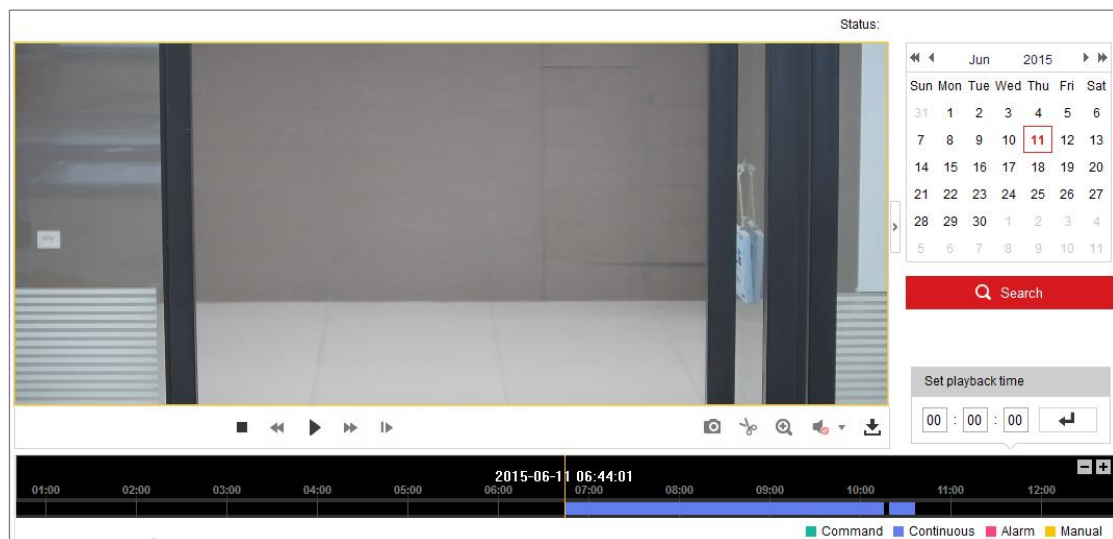 Status:
Jun 2015
Sun Mon Tue Wed Thu Fri Sat
31 1 2 3 4 5 6
7 8 9 10 11 12 13
14 15 16 17 18 19 20
21 22 23 24 25 26 27
28 29 30 1 2 3 4
5 6 7 8 9 10 11
Search
Set playback time
00 : 00 : 00
2015-06-11 06:44:01
01:00 02:00 03:00 04:00 05:00 06:00 07:00 08:00 09:00 10:00 11:00 12:00
Command Continuous Alarm Manual